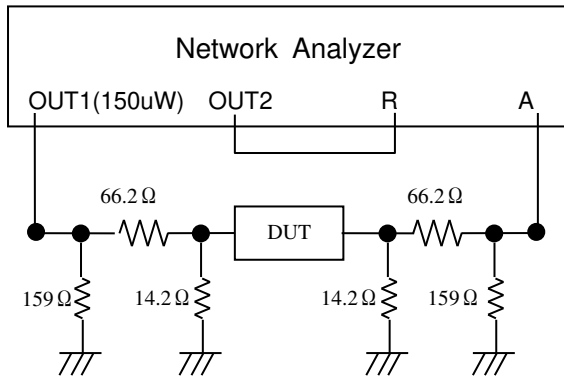 Network Analyzer
OUT1(150uW) OUT2 R A
66.2Ω 66.2Ω
DUT
159Ω 14.2Ω 14.2Ω 159Ω